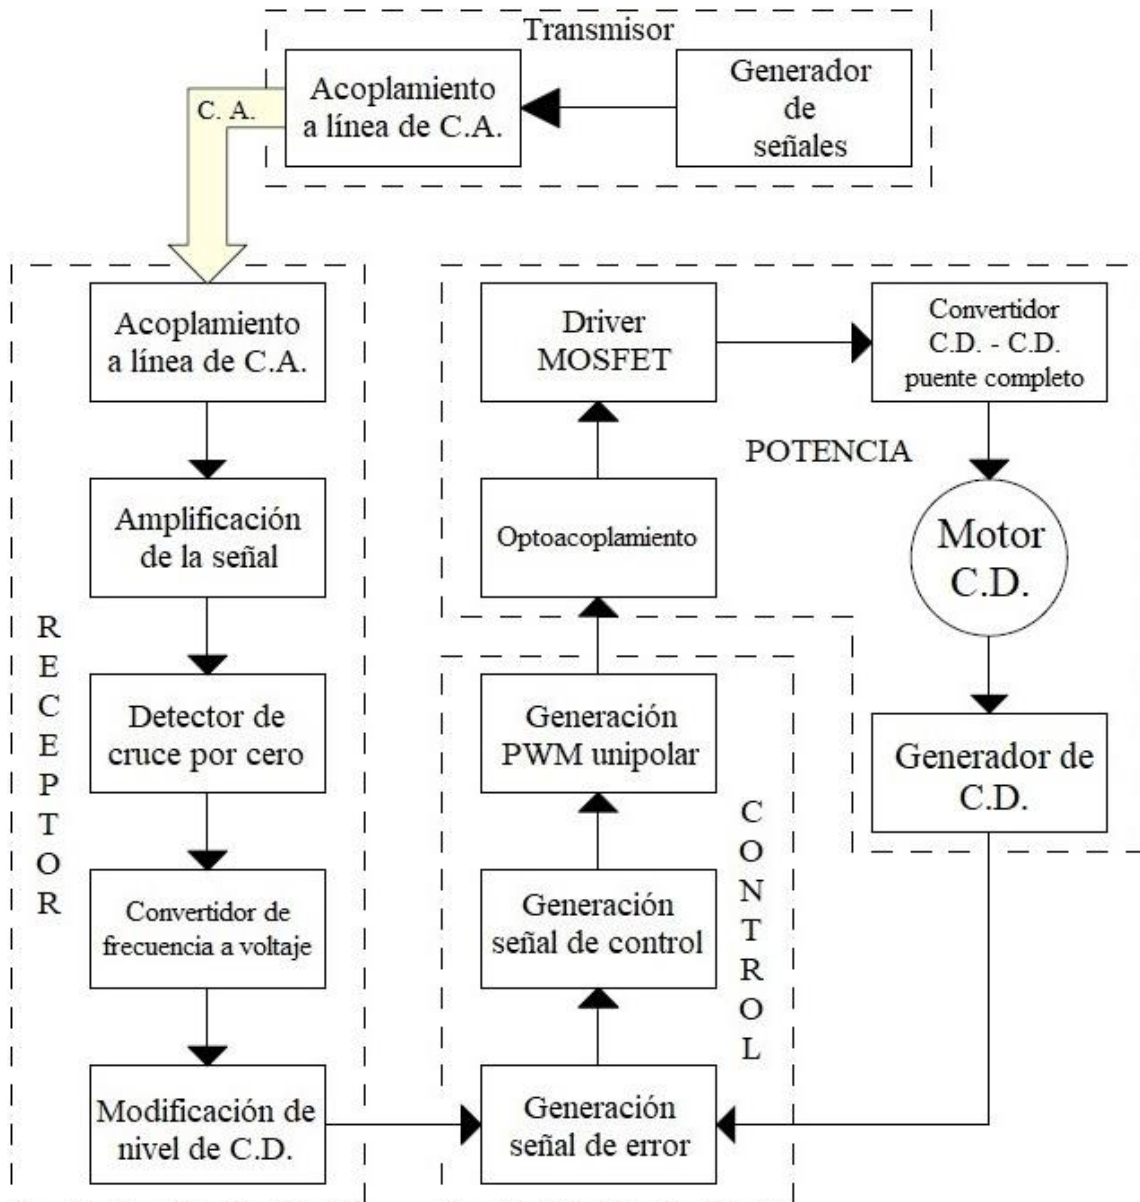 Transmisor
Acoplamiento
a línea de C.A.
Generador
de
señales
C. A.
RECEPTOR
Acoplamiento
a línea de C.A.
Amplificación
de la señal
Detector de
cruce por cero
Convertidor de
frecuencia a voltaje
Modificación de
nivel de C.D.
CONTROL
Generación
señal de error
Generación
señal de control
Generación
PWM unipolar
POTENCIA
Optoacoplamiento
Driver
MOSFET
Convertidor
C.D. - C.D.
puente completo
Motor
C.D.
Generador de
C.D.